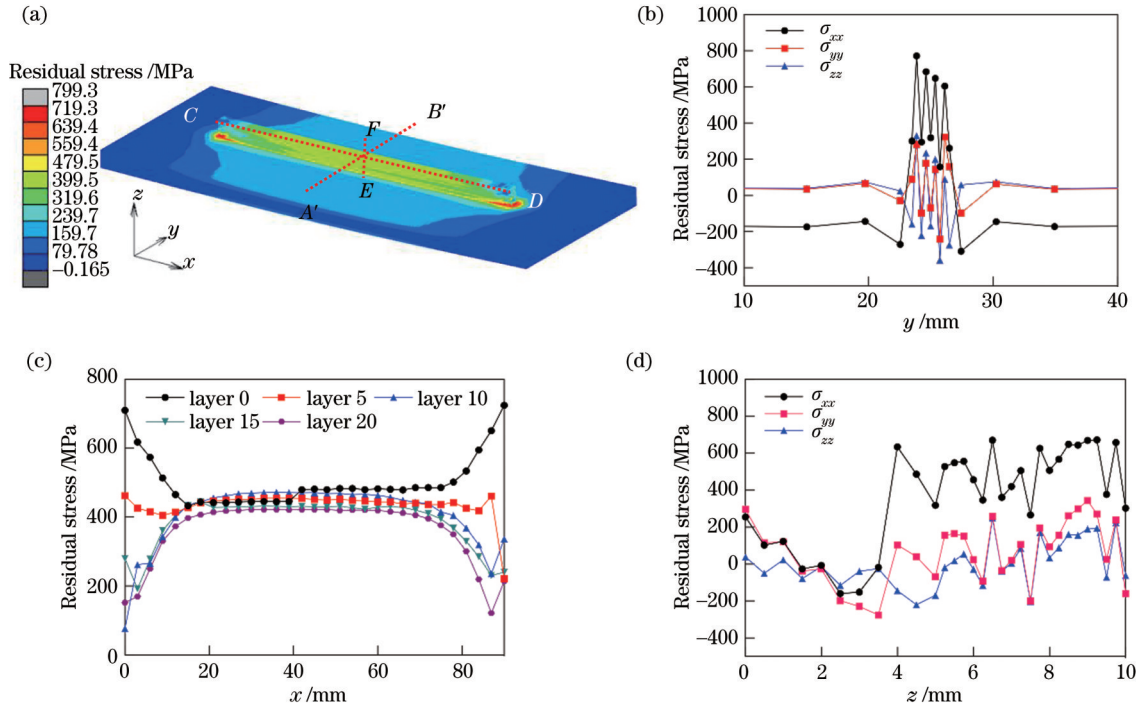 (a)
Residual stress /MPa
799.3
719.3
639.4
559.4
479.5
399.5
319.6
239.7
159.7
79.78
−0.165
C
F
B′
E
A′
D
z
y
x
(b)
1000
800
600
400
200
0
−200
−400
10
20
30
40
Residual stress /MPa
y /mm
σxx
σyy
σzz
(c)
800
600
400
200
0
0
20
40
60
80
Residual stress /MPa
x /mm
layer 0 layer 5 layer 10
layer 15 layer 20
(d)
1000
800
600
400
200
0
−200
−400
0
2
4
6
8
10
Residual stress /MPa
z /mm
σxx
σyy
σzz